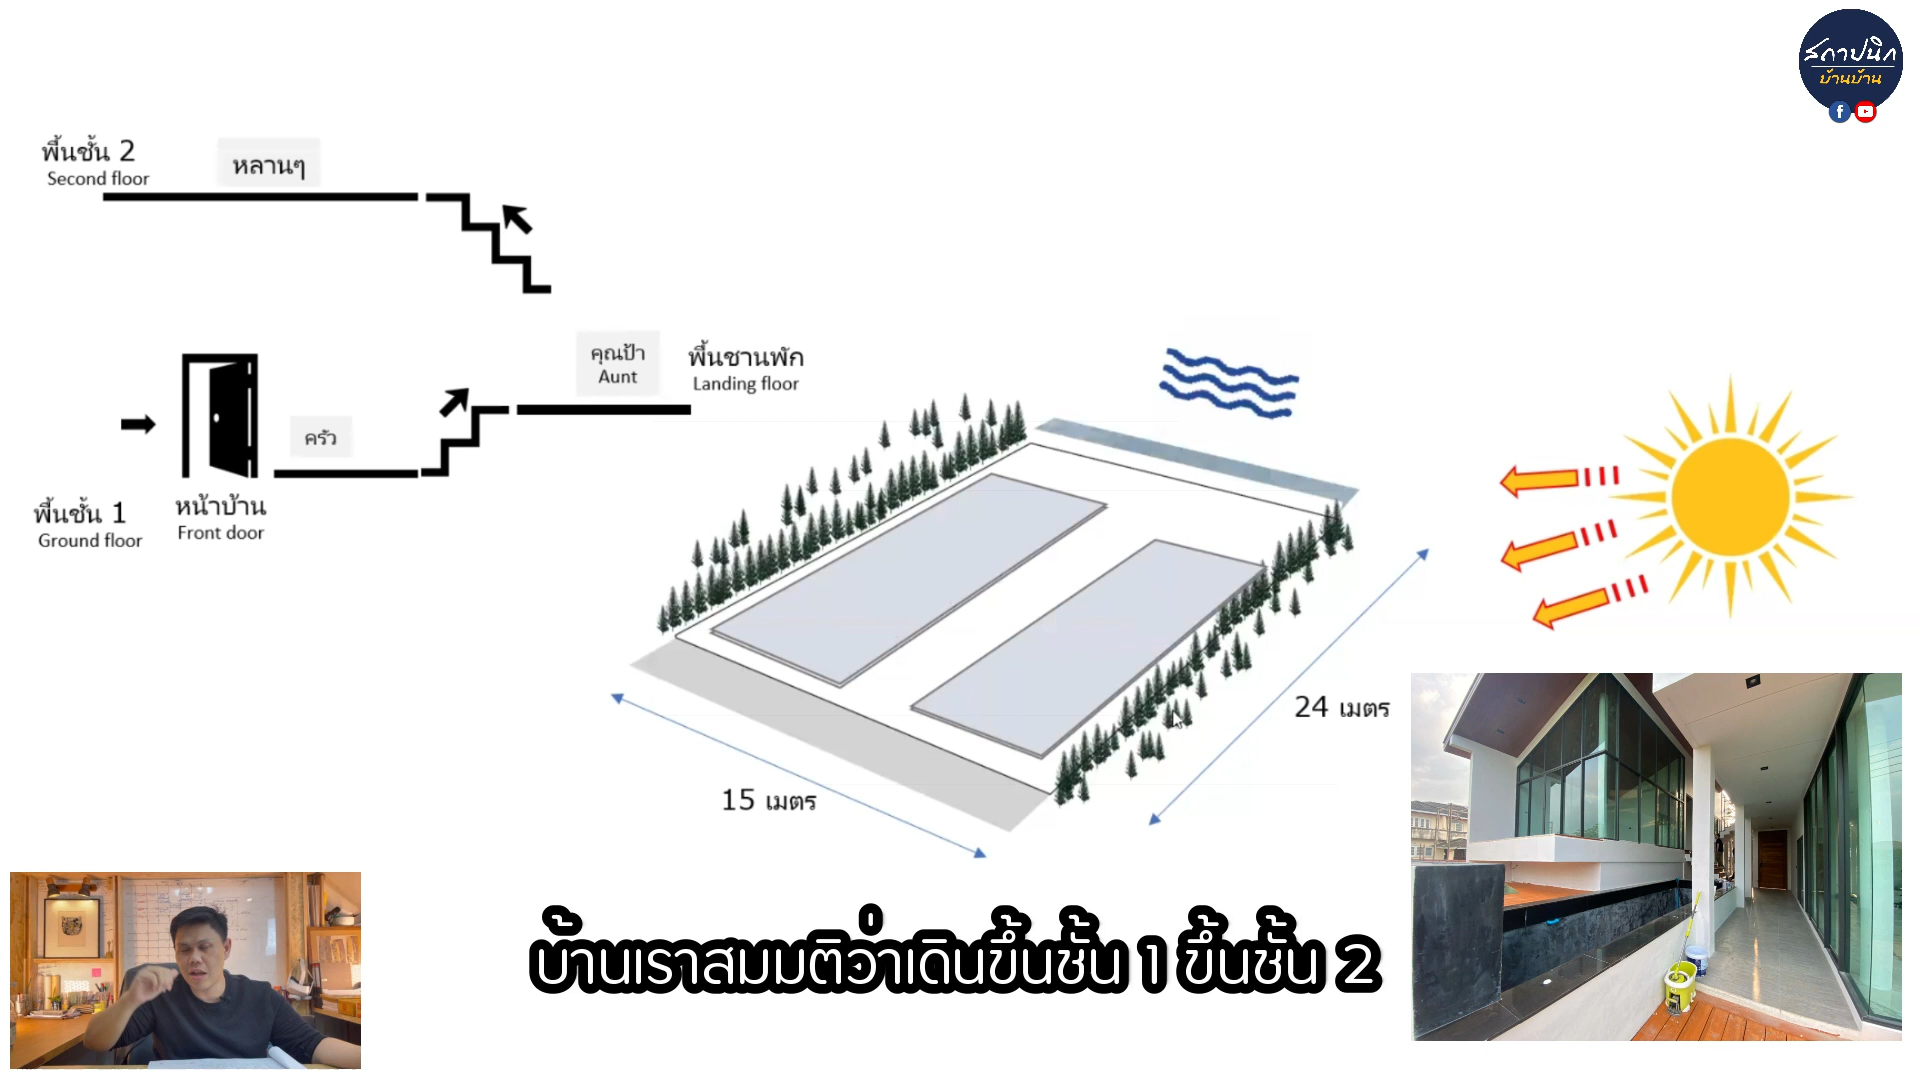 สถาปนิก
บ้านบ้าน
พื้นชั้น 2
Second floor
หลานๆ
คุณป้า
Aunt
พื้นชานพัก
Landing floor
ครัว
พื้นชั้น 1
Ground floor
หน้าบ้าน
Front door
24 เมตร
15 เมตร
บ้านเราสมมติว่าเดินขึ้นชั้น 1 ขึ้นชั้น 2